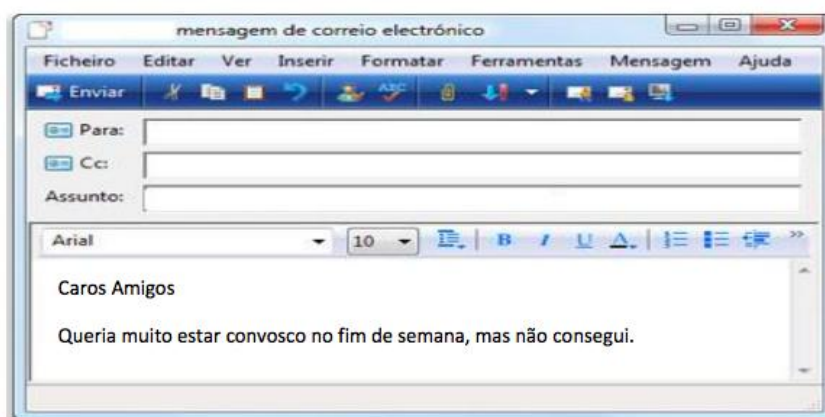 mensagem de correio electrónico
Ficheiro Editar Ver Inserir Formatar Ferramentas Mensagem Ajuda
Enviar ABC
Para:
Cc:
Assunto:
Arial 10 B I U A
Caros Amigos
Queria muito estar convosco no fim de semana, mas não consegui.